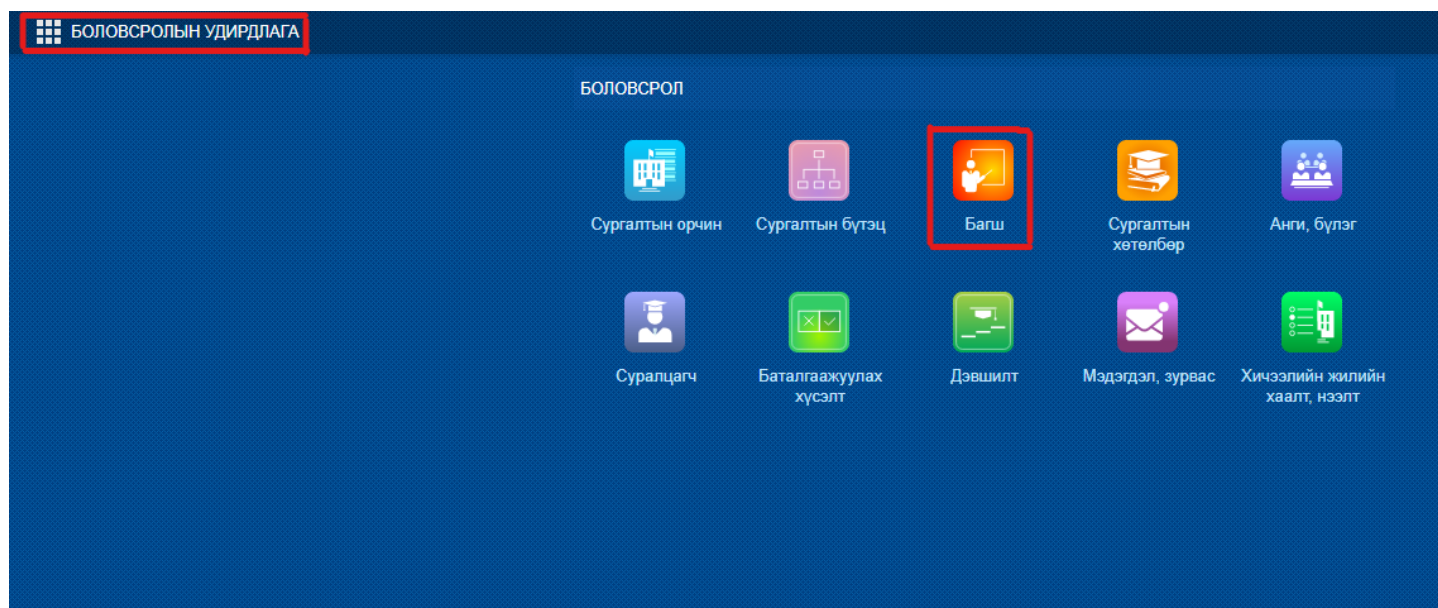 БОЛОВСРОЛЫН УДИРДЛАГА
БОЛОВСРОЛ
Сургалтын орчин
Сургалтын бүтэц
Багш
Сургалтын
хөтөлбөр
Анги, бүлэг
Суралцагч
Баталгаажуулах
хүсэлт
Дэвшилт
Мэдэгдэл, зурвас
Хичээлийн жилийн
хаалт, нээлт